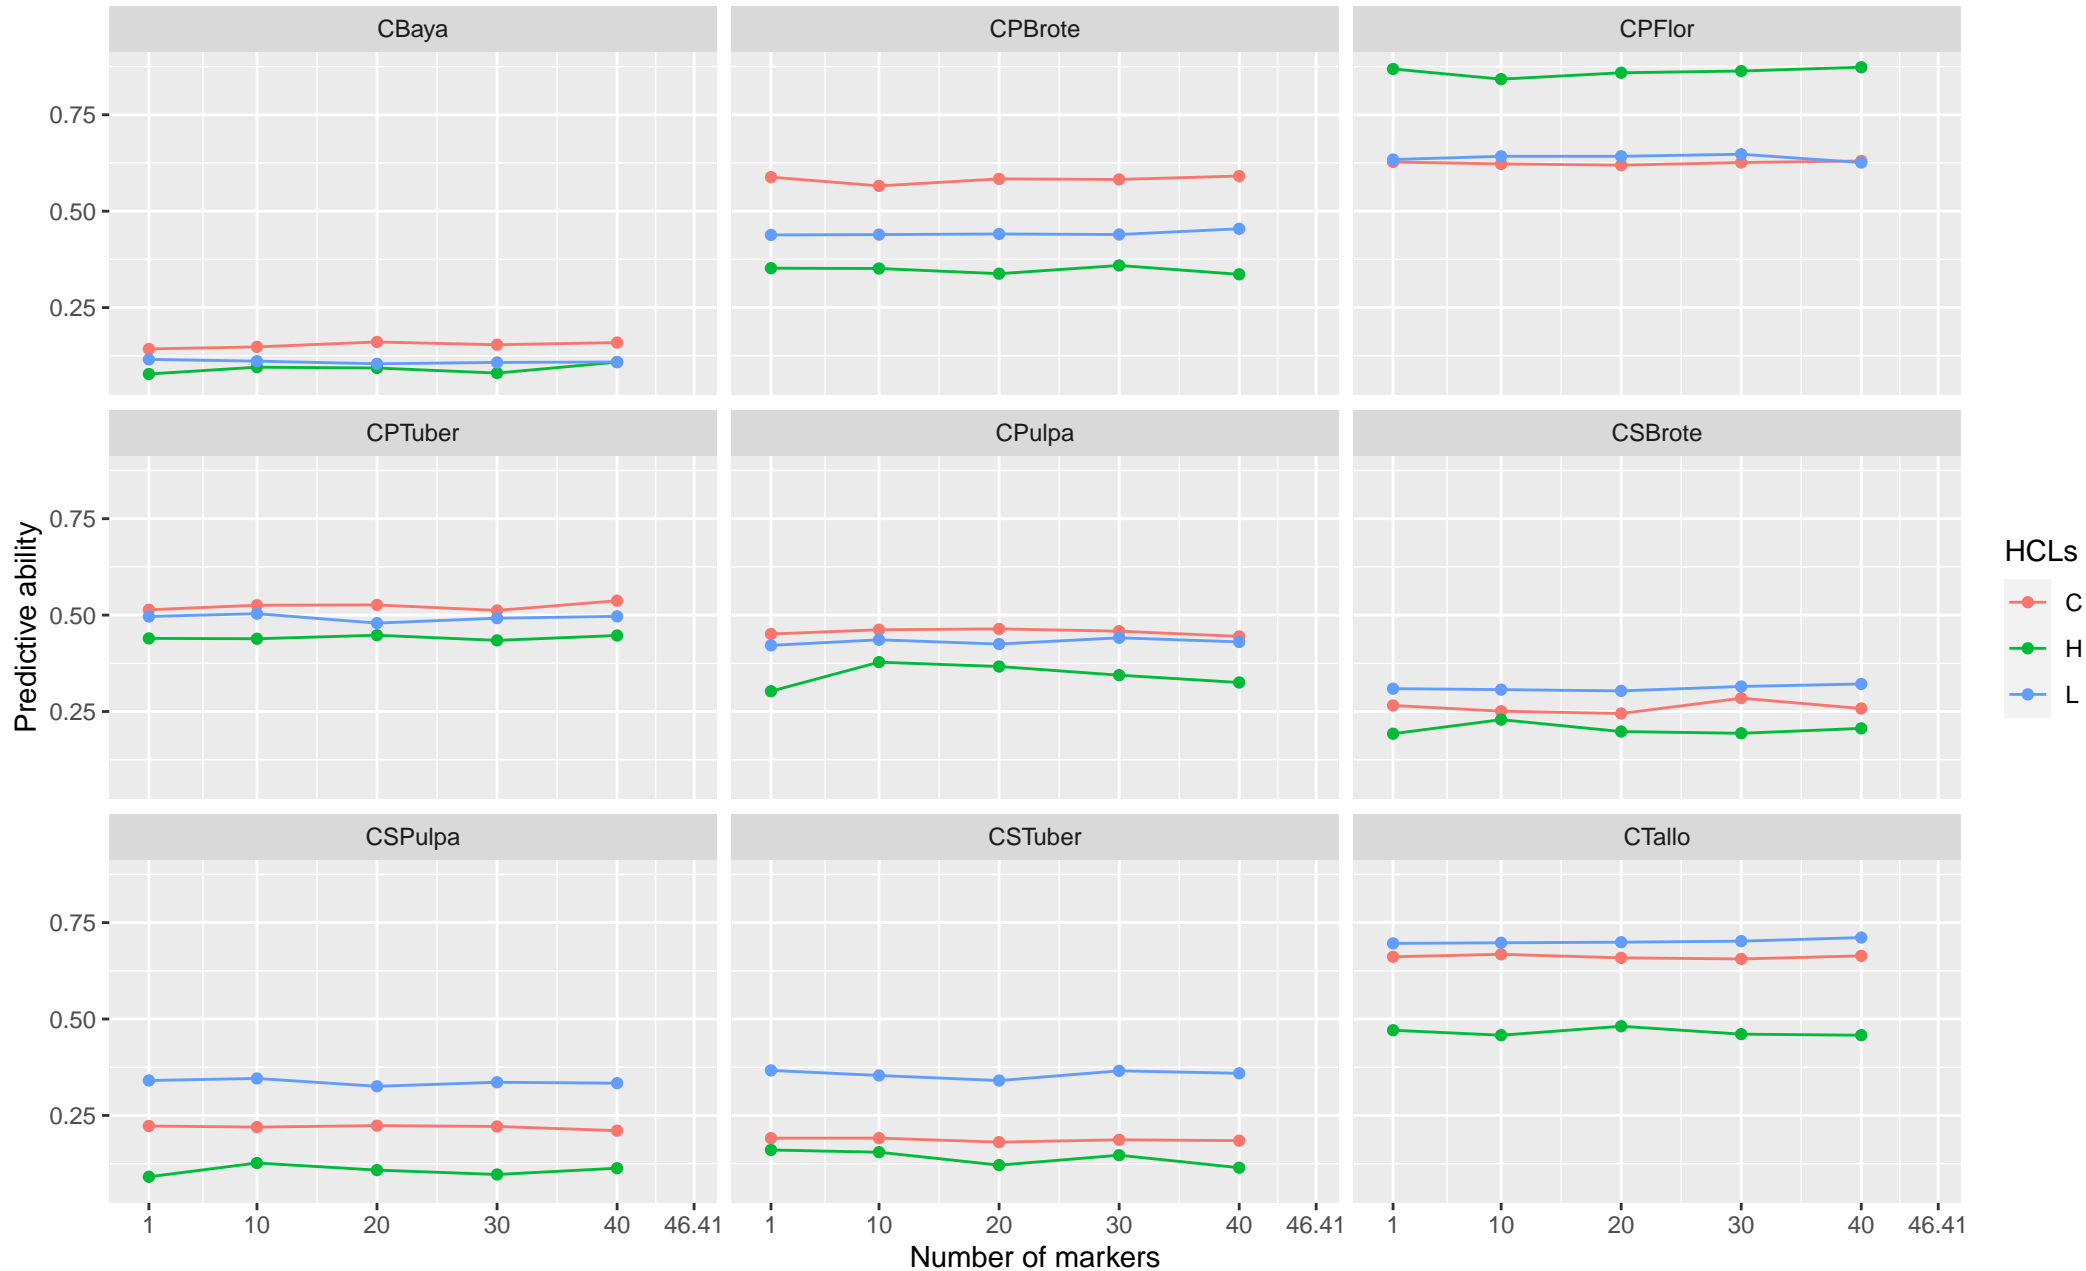 CBaya CPBrote CPFlor
0.75
0.50
0.25
CPTuber CPulpa CSBrote
0.75
0.50
0.25
CSPulpa CSTuber CTallo
0.75
0.50
0.25
1 10 20 30 40 46.41 1 10 20 30 40 46.41 1 10 20 30 40 46.41
Number of markers
Predictive ability
HCLs
C
H
L